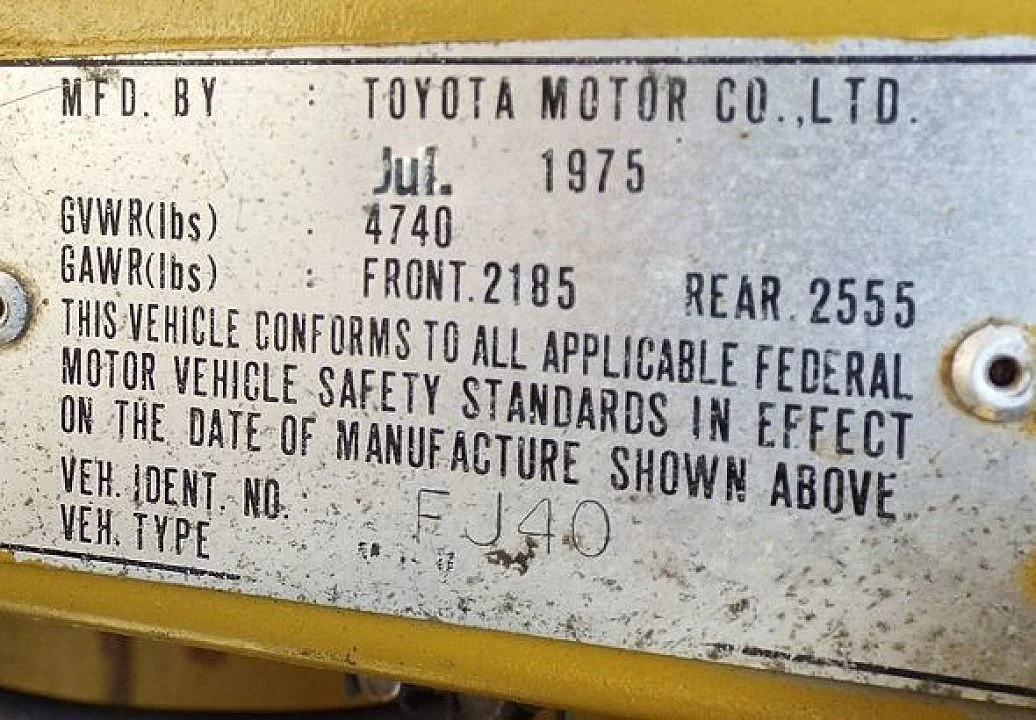 MFD. BY : TOYOTA MOTOR CO.,LTD.
Jul. 1975
GVWR(lbs) : 4740
GAWR(lbs) : FRONT.2185 REAR.2555
THIS VEHICLE CONFORMS TO ALL APPLICABLE FEDERAL
MOTOR VEHICLE SAFETY STANDARDS IN EFFECT
ON THE DATE OF MANUFACTURE SHOWN ABOVE
VEH. IDENT. NO. : FJ40
VEH. TYPE